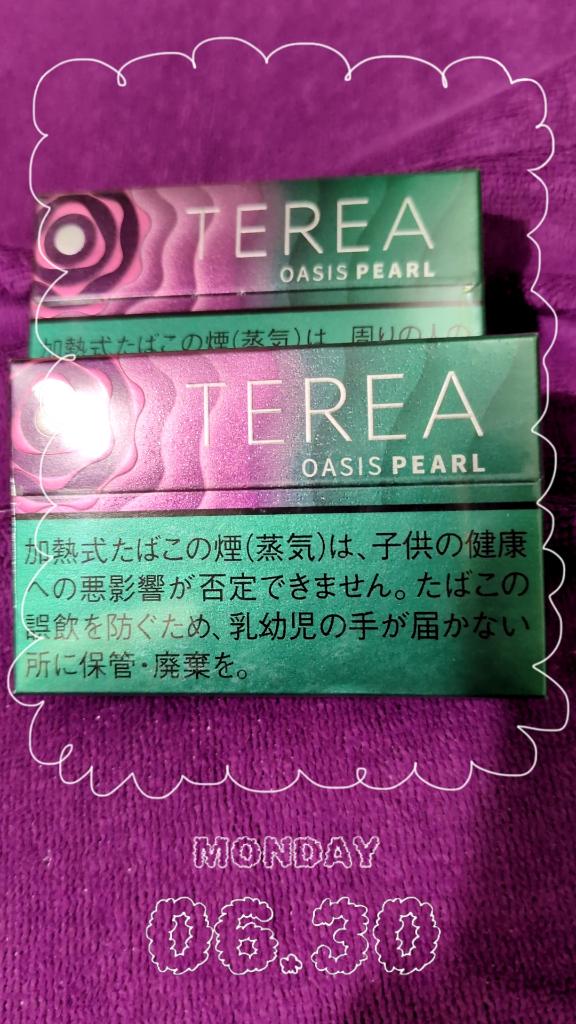 TEREA
OASIS PEARL
加熱式たばこの煙(蒸気)は、周りの人の
TEREA
OASIS PEARL
加熱式たばこの煙(蒸気)は、子供の健康
への悪影響が否定できません。たばこの
誤飲を防ぐため、乳幼児の手が届かない
所に保管・廃棄を。
MONDAY
06.30